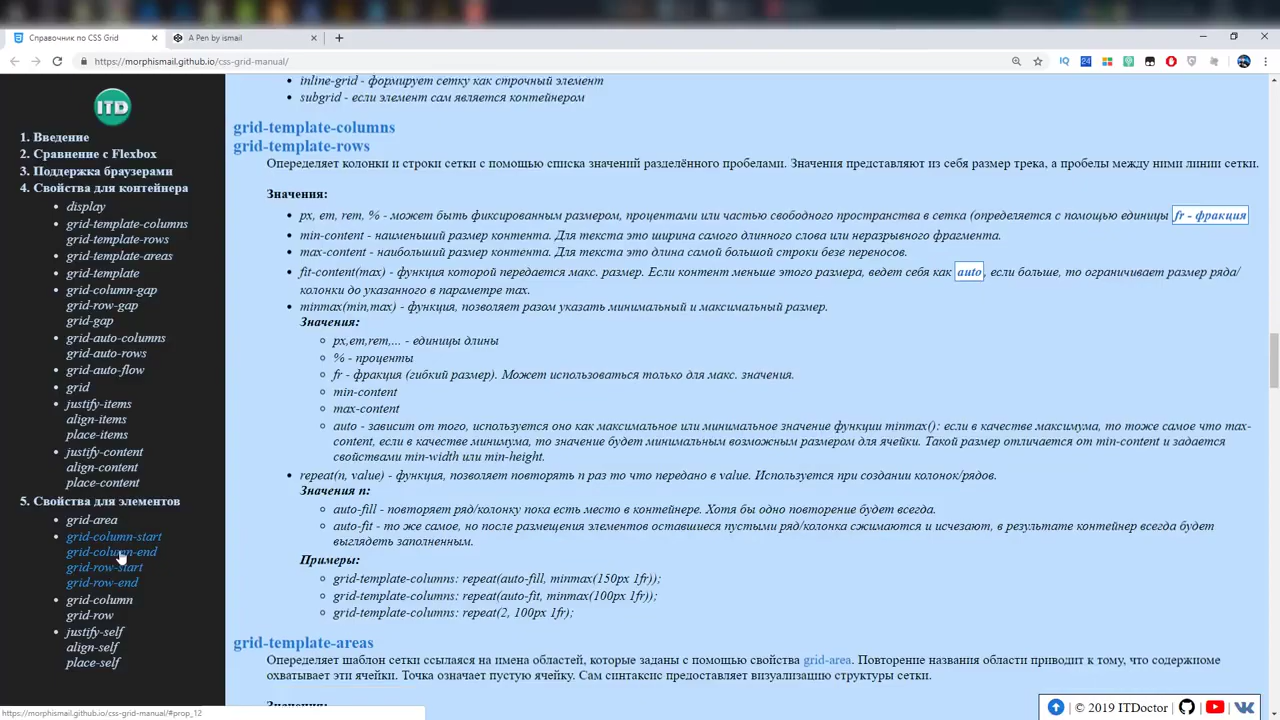 Справочник по CSS Grid
A Pen by ismail
https://morphismail.github.io/css-grid-manual/
ITD
1. Введение
2. Сравнение с Flexbox
3. Поддержка браузерами
4. Свойства для контейнера
display
grid-template-columns
grid-template-rows
grid-template-areas
grid-template
grid-column-gap
grid-row-gap
grid-gap
grid-auto-columns
grid-auto-rows
grid-auto-flow
grid
justify-items
align-items
place-items
justify-content
align-content
place-content
5. Свойства для элементов
grid-area
grid-column-start
grid-column-end
grid-row-start
grid-row-end
grid-column
grid-row
justify-self
align-self
place-self
https://morphismail.github.io/css-grid-manual/#prop_12
inline-grid - формирует сетку как строчный элемент
subgrid - если элемент сам является контейнером
grid-template-columns
grid-template-rows
Опеределяет колонки и строки сетки с помощью списка значений разделённого пробелами. Значения представляют из себя размер трека, а пробелы между ними линии сетки.
Значения:
px, em, rem, % - может быть фиксированным размером, процентами или частью свободного пространства в сетка (определяется с помощью единицы fr - фракция
min-content - наименьший размер контента. Для текста это ширина самого длинного слова или неразрывного фрагмента.
max-content - наибольший размер контента. Для текста это длина самой большой строки безе переносов.
fit-content(max) - функция которой передается макс. размер. Если контент меньше этого размера, ведет себя как auto, если больше, то ограничивает размер ряда/
колонки до указанного в параметре max.
minmax(min,max) - функция, позволяет разом указать минимальный и максимальный размер.
Значения:
px,em,rem,... - единицы длины
% - проценты
fr - фракция (гибкий размер). Может использоваться только для макс. значения.
min-content
max-content
auto - зависит от того, используется оно как максимальное или минимальное значение функции minmax(): если в качестве максимума, то тоже самое что max-
content, если в качестве минимума, то значение будет минимальным возможным размером для ячейки. Такой размер отличается от min-content и задается
свойствами min-width или min-height.
repeat(n, value) - функция, позволяет повторять n раз то что передано в value. Используется при создании колонок/рядов.
Значения n:
auto-fill - повторяет ряд/колонку пока есть место в контейнере. Хотя бы одно повторение будет всегда.
auto-fit - то же самое, но после размещения элементов оставшиеся пустыми ряд/колонка сжимаются и исчезают, в результате контейнер всегда будет
выглядеть заполненным.
Примеры:
grid-template-columns: repeat(auto-fill, minmax(150px 1fr));
grid-template-columns: repeat(auto-fit, minmax(100px 1fr));
grid-template-columns: repeat(2, 100px 1fr);
grid-template-areas
Опеределяет шаблон сетки ссылаяся на имена областей, которые заданы с помощью свойства grid-area. Повторение названия области приводит к тому, что содержиоме
охватывает эти ячейки. Точка означает пустую ячейку. Сам синтаксис предоставляет визуализацию структуры сетки.
Значения:
| © 2019 ITDoctor |